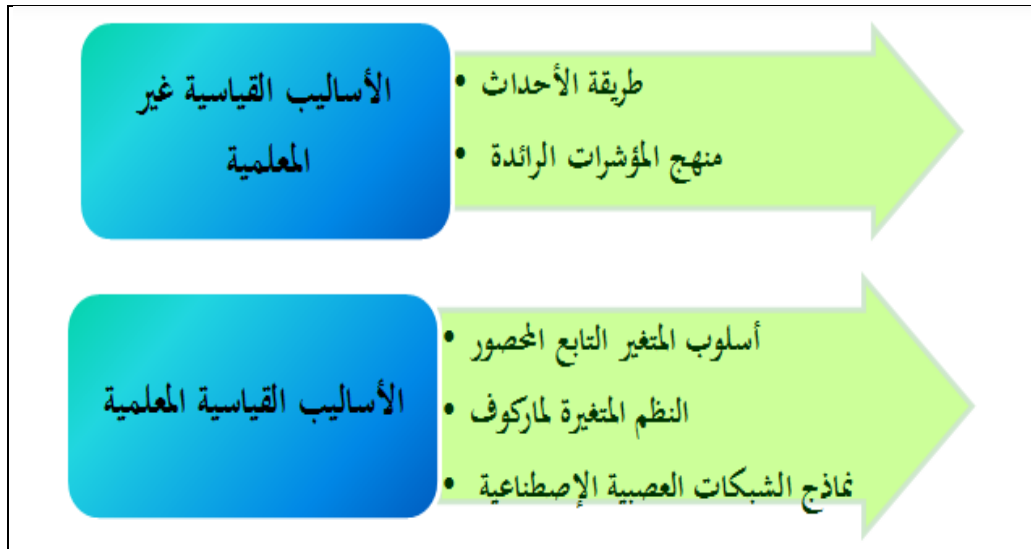 الأساليب القياسية غير
المعلمية
• طريقة الأحداث
• منهج المؤشرات الرائدة
الأساليب القياسية المعلمية
• أسلوب المتغير التابع المحصور
• النظم المتغيرة لماركوف
• نماذج الشبكات العصبية الإصطناعية